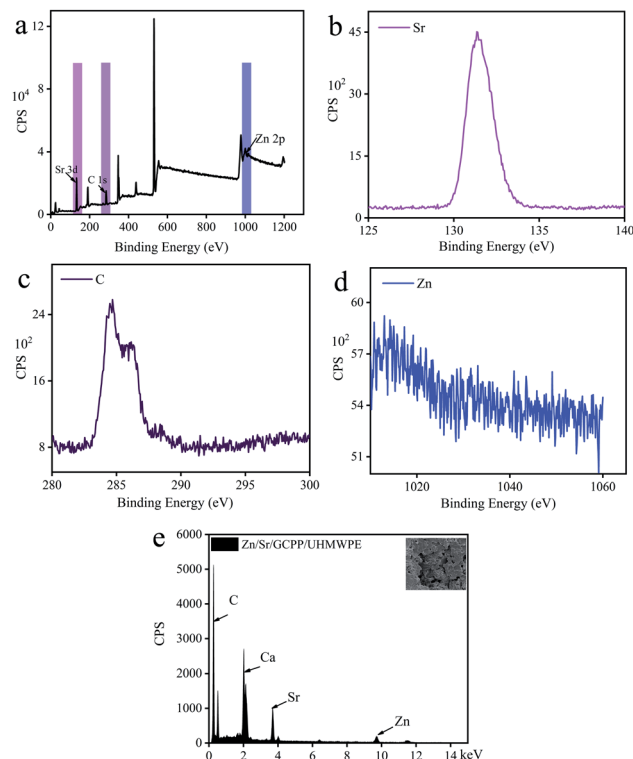 a
12
8
4
0
CPS
10⁴
Sr 3d
C 1s
Zn 2p
0 200 400 600 800 1000 1200
Binding Energy (eV)
b
Sr
45
30
15
0
CPS
10²
125 130 135 140
Binding Energy (eV)
c
C
24
16
8
CPS
10²
280 285 290 295 300
Binding Energy (eV)
d
Zn
60
57
54
51
CPS
10²
1020 1040 1060
Binding Energy (eV)
e
Zn/Sr/GCPP/UHMWPE
6000
5000
4000
3000
2000
1000
0
CPS
C
Ca
Sr
Zn
0 2 4 6 8 10 12 14 keV